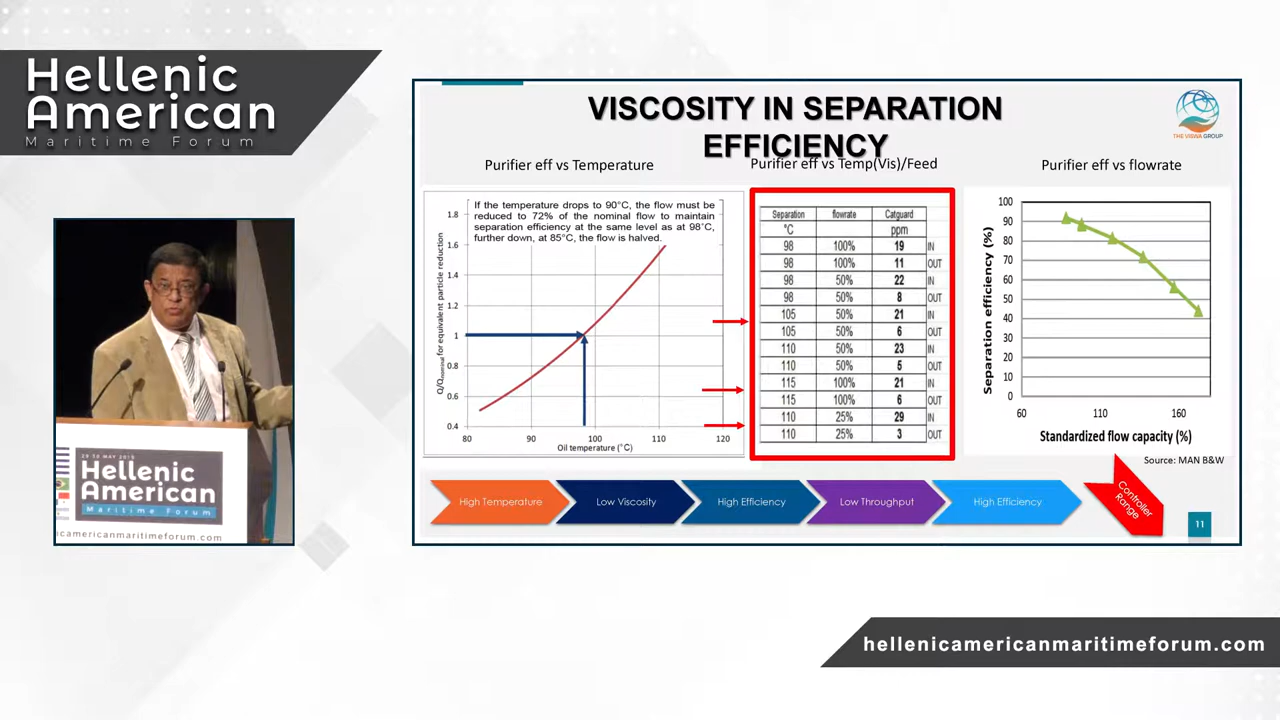 Hellenic
American
Maritime Forum
VISCOSITY IN SEPARATION
EFFICIENCY
THE VISWA GROUP
Purifier eff vs Temperature
Purifier eff vs Temp(Vis)/Feed
Purifier eff vs flowrate
If the temperature drops to 90°C, the flow must be
reduced to 72% of the nominal flow to maintain
separation efficiency at the same level as at 98°C,
further down, at 85°C, the flow is halved.
Q/Qnominal for equivalent particle reduction
1.8
1.6
1.4
1.2
1
0.8
0.6
0.4
80 90 100 110 120
Oil temperature (°C)
Separation flowrate Catguard
°C ppm
98 100% 19 IN
98 100% 11 OUT
98 50% 22 IN
98 50% 8 OUT
105 50% 21 IN
105 50% 6 OUT
110 50% 23 IN
110 50% 5 OUT
115 100% 21 IN
115 100% 6 OUT
110 25% 29 IN
110 25% 3 OUT
Separation efficiency (%)
100
90
80
70
60
50
40
30
20
10
0
60 110 160
Standardized flow capacity (%)
Source: MAN B&W
High Temperature
Low Viscosity
High Efficiency
Low Throughput
High Efficiency
Controller
Range
11
29-30 MAY 2018
Hellenic
American
Maritime Forum
icamericanmaritimeforum.com
hellenicamericanmaritimeforum.com